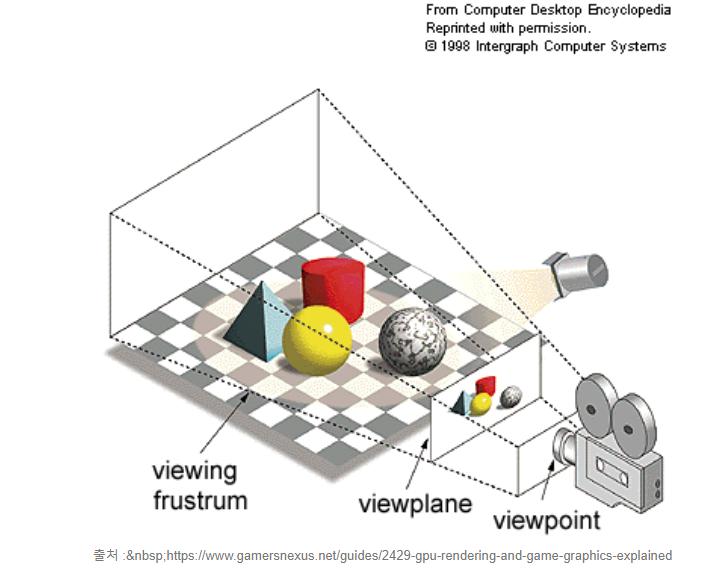 From Computer Desktop Encyclopedia
Reprinted with permission.
© 1998 Intergraph Computer Systems
viewing
frustrum
viewplane
viewpoint
출처 :&nbsp;https://www.gamersnexus.net/guides/2429-gpu-rendering-and-game-graphics-explained